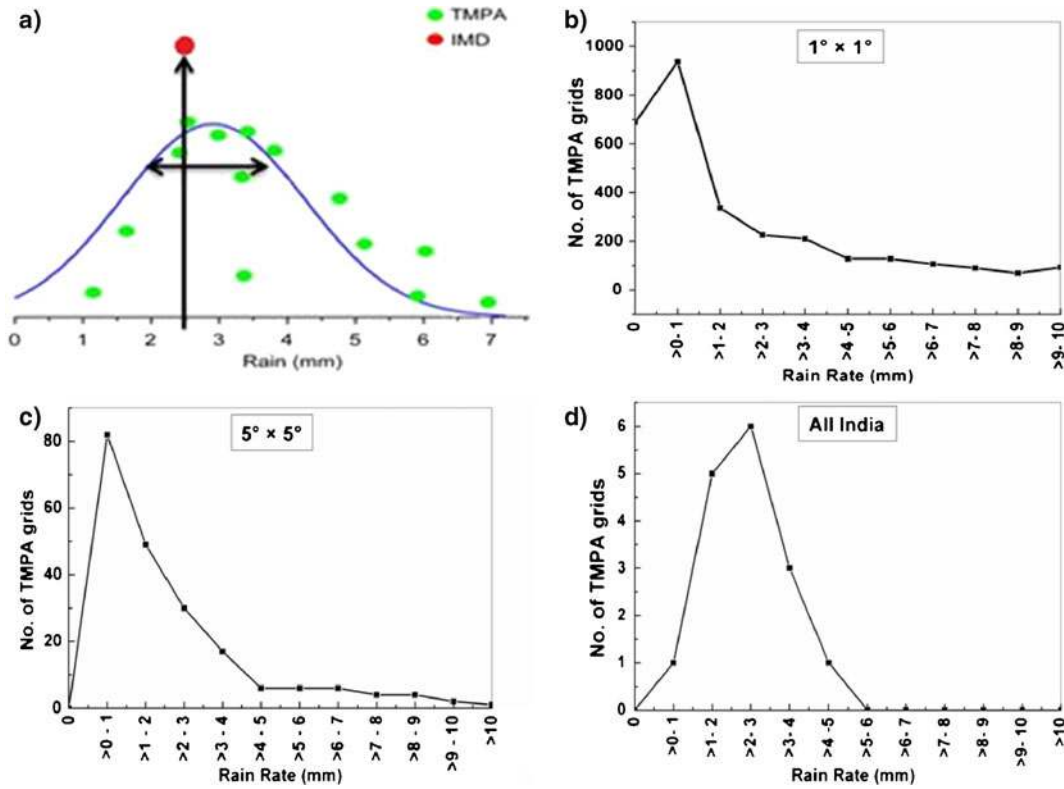 a)
TMPA
IMD
0 1 2 3 4 5 6 7
Rain (mm)
b)
1° × 1°
No. of TMPA grids
1000
800
600
400
200
0
0 >0- 1 >1- 2 >2- 3 >3- 4 >4 -5 >5- 6 >6- 7 >7- 8 >8- 9 >9- 10
Rain Rate (mm)
c)
5° × 5°
No. of TMPA grids
80
60
40
20
0
0 >0 - 1 >1 - 2 >2 - 3 >3 - 4 >4 - 5 >5 - 6 >6 - 7 >7 - 8 >8 - 9 >9 - 10 >10
Rain Rate (mm)
d)
All India
No. of TMPA grids
6
5
4
3
2
1
0
0 >0- 1 >1- 2 >2- 3 >3- 4 >4 -5 >5- 6 >6- 7 >7- 8 >8- 9 >9- 10 >10
Rain Rate (mm)